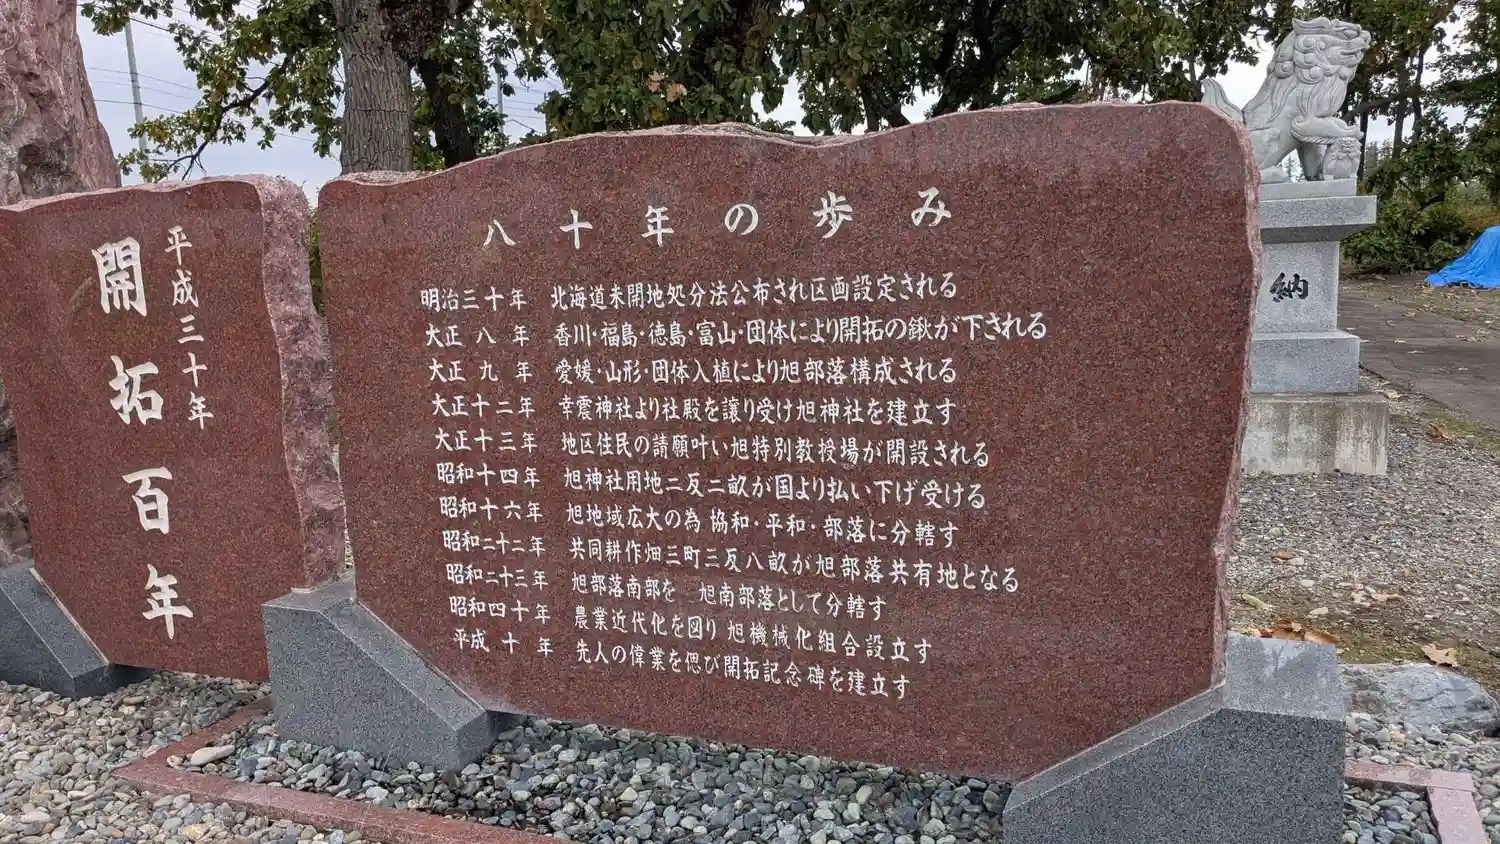 平成三十年
開拓百年
八十年の歩み
明治三十年 北海道未開地処分法公布され区画設定される
大正八年 香川・福島・徳島・富山・団体により開拓の鍬が下される
大正九年 愛媛・山形・団体入植により旭部落構成される
大正十二年 幸震神社より社殿を譲り受け旭神社を建立す
大正十三年 地区住民の請願叶い旭特別教授場が開設される
昭和十四年 旭神社用地二反二畝が国より払い下げ受ける
昭和十六年 旭地域広大の為協和・平和・部落に分轄す
昭和二十二年 共同耕作畑三町三反八畝が旭部落共有地となる
昭和二十三年 旭部落南部を 旭南部落として分轄す
昭和四十年 農業近代化を図り旭機械化組合設立す
平成十年 先人の偉業を偲び開拓記念碑を建立す
納